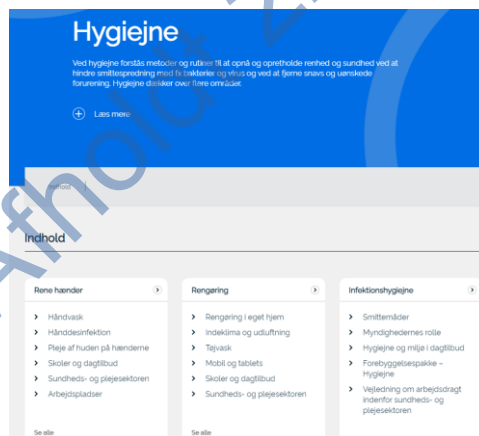 Hygiejne
Ved hygiejne forstås metoder og rutiner til at opnå og opretholde renhed og sundhed ved at
hindre smittespredning med fx bakterier og virus og ved at fjerne snavs og uønskede
forurening. Hygiejne dækker over flere områder.
Læs mere
Indhold
Indhold
Rene hænder
Håndvask
Hånddesinfektion
Pleje af huden på hænderne
Skoler og dagtilbud
Sundheds- og plejesektoren
Arbejdspladser
Se alle
Rengøring
Rengøring i eget hjem
Indeklima og udluftning
Tøjvask
Mobil og tablets
Skoler og dagtilbud
Sundheds- og plejesektoren
Se alle
Infektionshygiejne
Smittemåder
Myndighedernes rolle
Hygiejne og miljø i dagtilbud
Forebyggelsespakke –
Hygiejne
Vejledning om arbejdsdragt
indenfor sundheds- og
plejesektoren
Afholdt